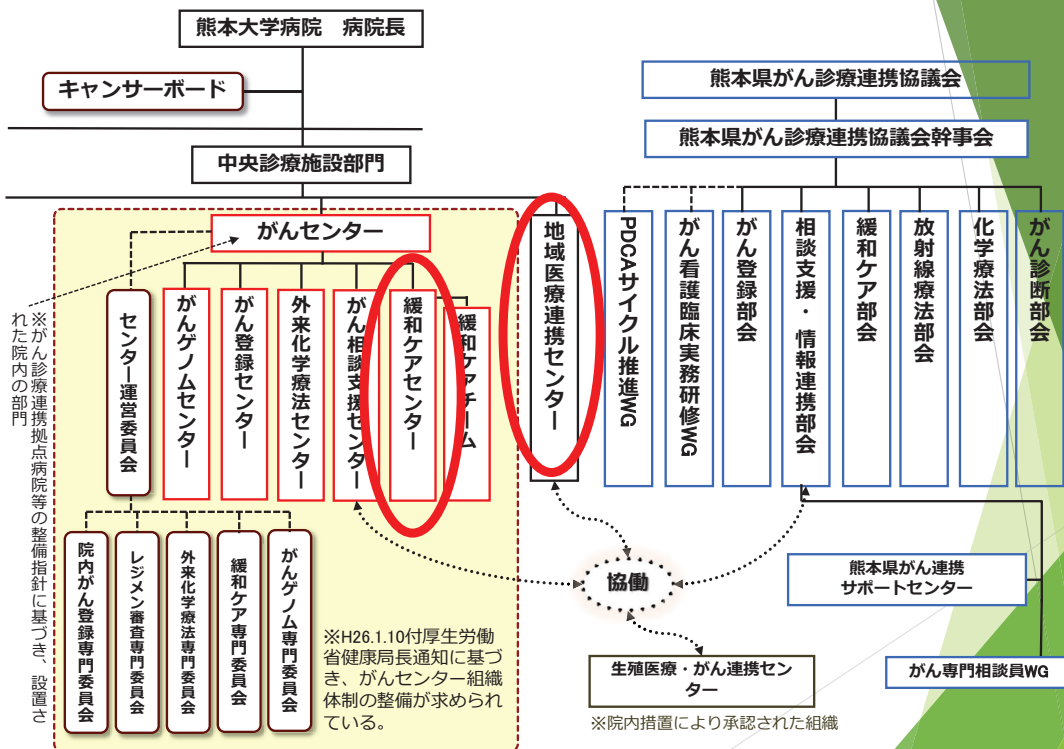 熊本大学病院　病院長
キャンサーボード
中央診療施設部門
がんセンター
センター運営委員会
がんゲノムセンター
がん登録センター
外来化学療法センター
がん相談支援センター
緩和ケアセンター
緩和ケアチーム
地域医療連携センター
※がん診療連携拠点病院等の整備指針に基づき、設置さ
れた院内の部門
院内がん登録専門委員会
レジメン審査専門委員会
外来化学療法専門委員会
緩和ケア専門委員会
がんゲノム専門委員会
※H26.1.10付厚生労働
省健康局長通知に基づ
き、がんセンター組織
体制の整備が求められ
ている。
熊本県がん診療連携協議会
熊本県がん診療連携協議会幹事会
PDCAサイクル推進WG
がん看護臨床実務研修WG
がん登録部会
相談支援・情報連携部会
緩和ケア部会
放射線療法部会
化学療法部会
がん診断部会
協働
熊本県がん連携
サポートセンター
がん専門相談員WG
生殖医療・がん連携セン
ター
※院内措置により承認された組織